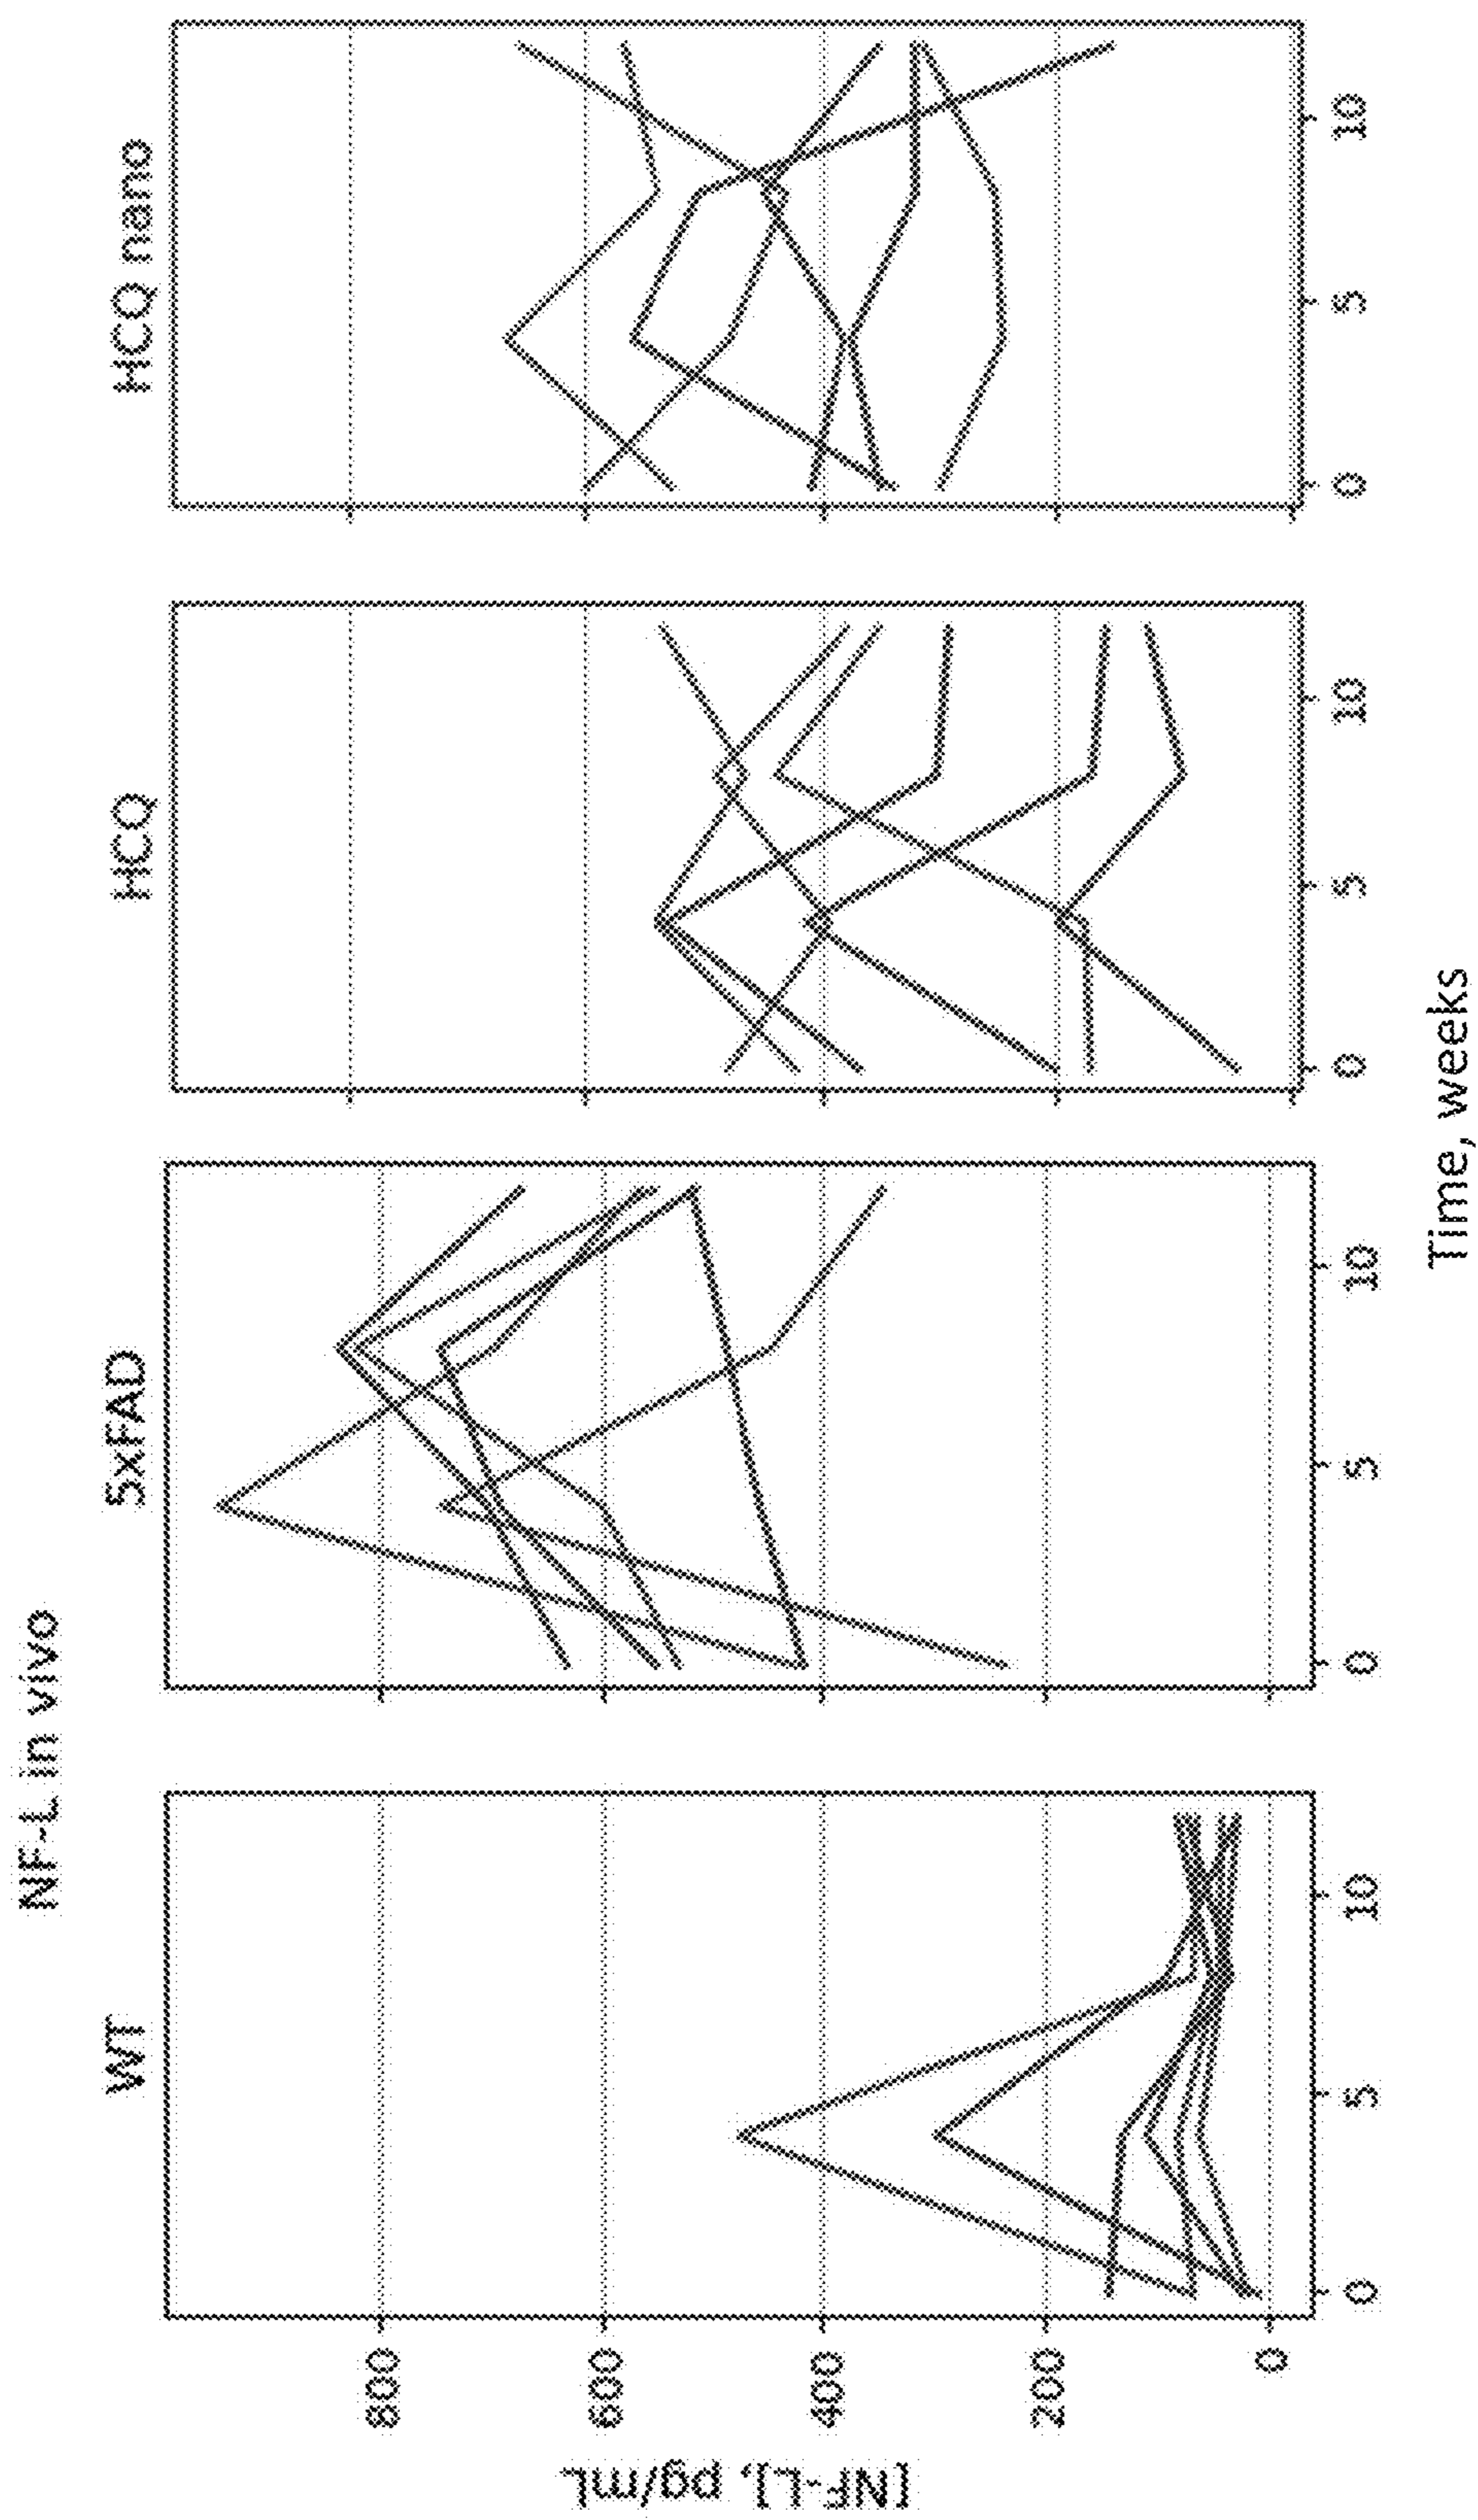 NF-L in vivo
WT
5xFAD
HCQ
HCQ nano
[NF-L], pg/mL
800
600
400
200
0
0 5 10
0 5 10
0 5 10
0 5 10
Time, weeks